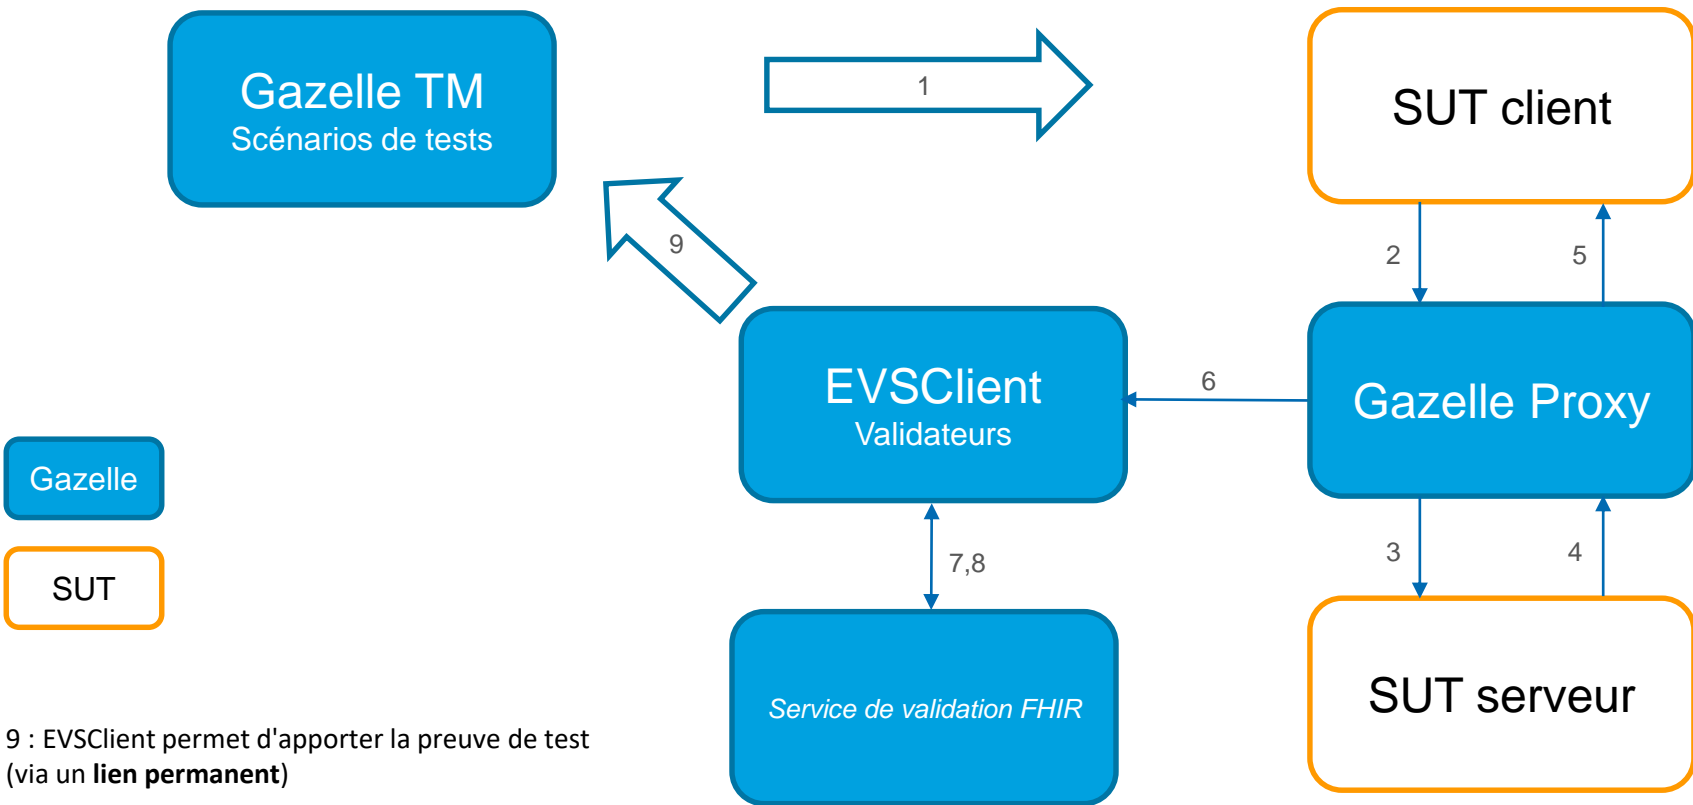 Gazelle TM
Scénarios de tests
1
SUT client
9
2
5
EVSClient
Validateurs
6
Gazelle Proxy
Gazelle
7,8
3
4
SUT
Service de validation FHIR
SUT serveur
9 : EVSClient permet d'apporter la preuve de test
(via un lien permanent)